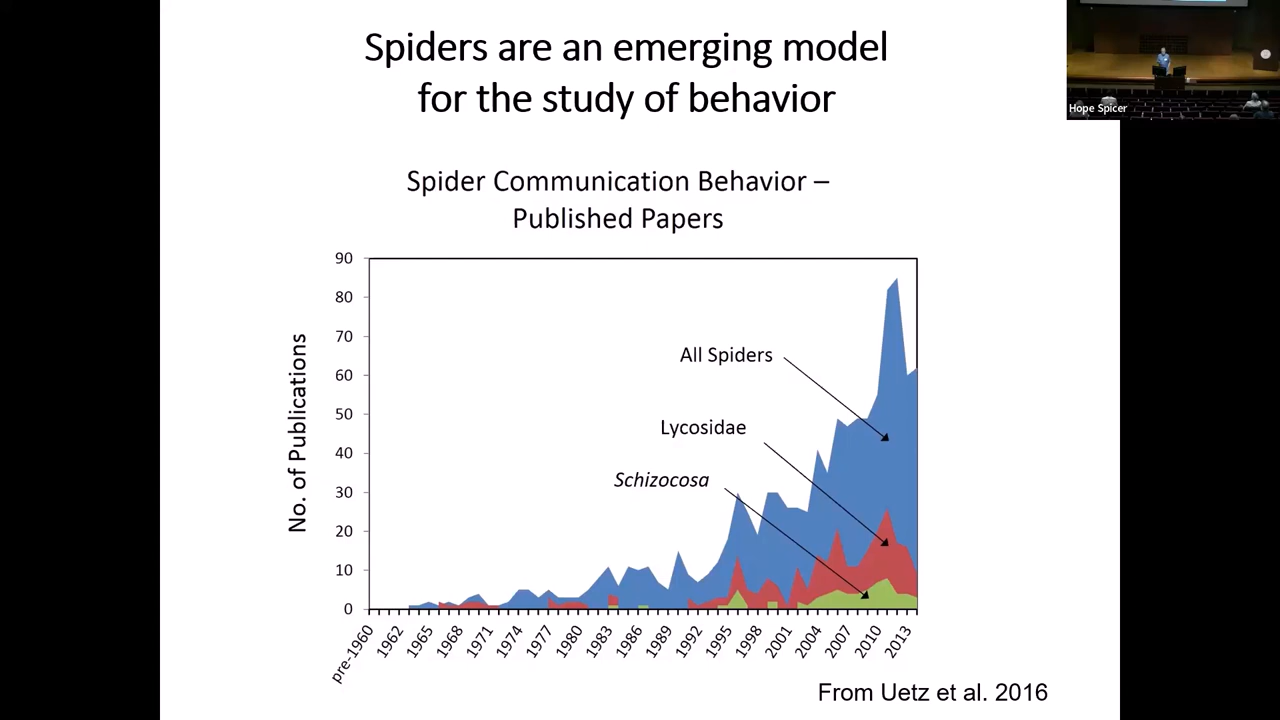 Spiders are an emerging model
for the study of behavior
Hope Spicer
Spider Communication Behavior –
Published Papers
90
80
70
60
50
40
30
20
10
0
No. of Publications
All Spiders
Lycosidae
Schizocosa
pre-1960
1962
1965
1968
1971
1974
1977
1980
1983
1986
1989
1992
1995
1998
2001
2004
2007
2010
2013
From Uetz et al. 2016